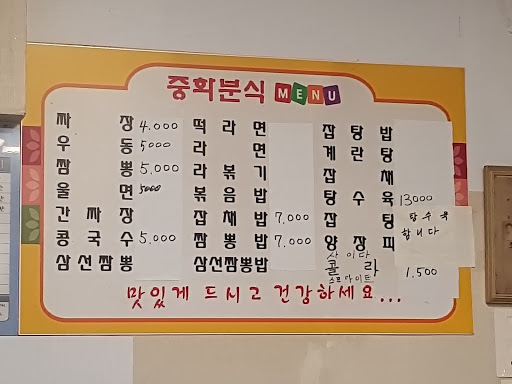 중화분식 MENU
짜장 4.000
우동 5000
짬뽕 5.000
울면 5000
간짜장
콩국수 5.000
삼선짬뽕
떡라면
라면
라볶기
볶음밥
잡채밥 7.000
짬뽕밥 7.000
삼선짬뽕밥
잡탕밥
계란탕
잡채
탕수육 13000
잡탕
탕수육
합니다
양장피
사이다
콜라 1.500
스프라이트
맛있게 드시고 건강하세요...